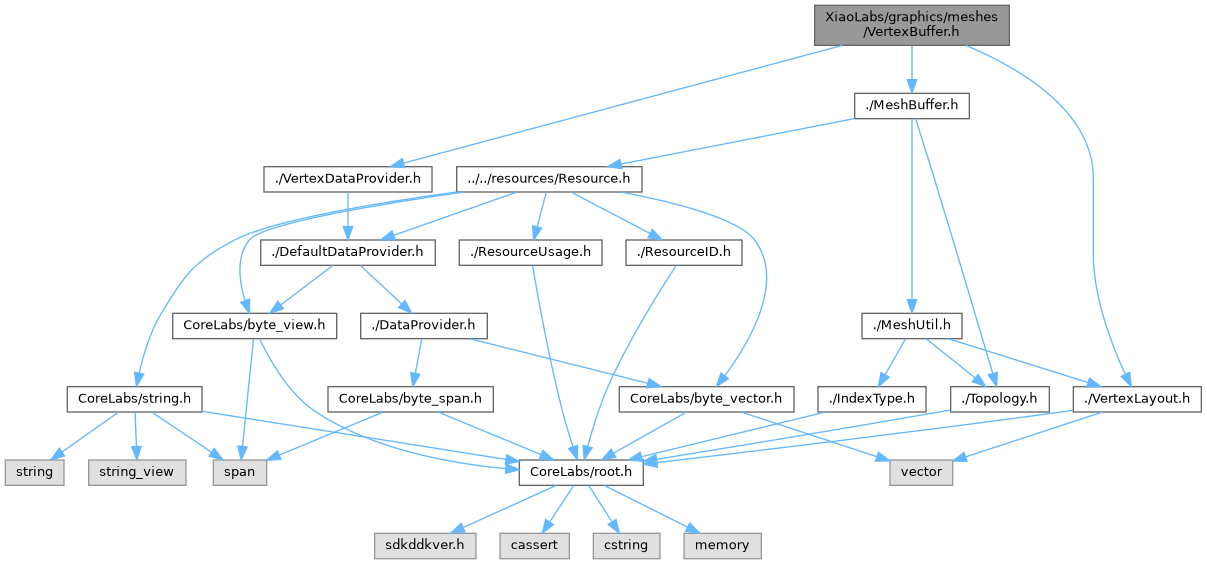 XiaoLabs/graphics/meshes
/VertexBuffer.h
./MeshBuffer.h
./VertexDataProvider.h
../../resources/Resource.h
./DefaultDataProvider.h
./ResourceUsage.h
./ResourceID.h
CoreLabs/byte_view.h
./DataProvider.h
./MeshUtil.h
CoreLabs/string.h
CoreLabs/byte_span.h
CoreLabs/byte_vector.h
./IndexType.h
./Topology.h
./VertexLayout.h
string
string_view
span
CoreLabs/root.h
vector
sdkddkver.h
cassert
cstring
memory